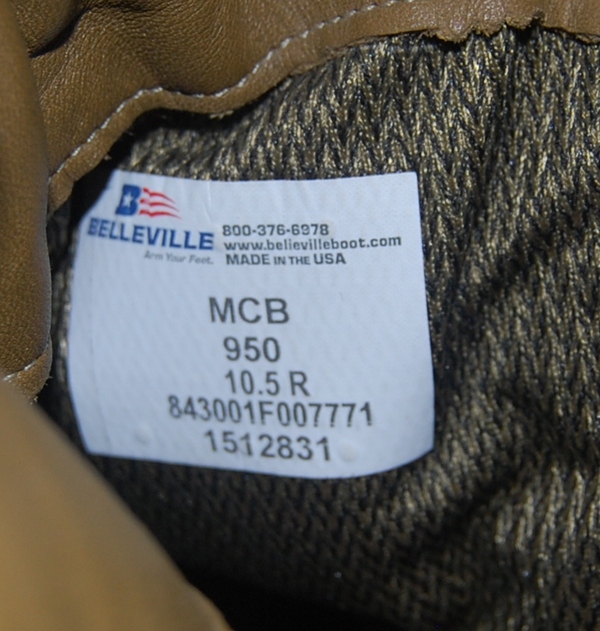 B
BELLEVILLE
Arm Your Feet.
800-376-6978
www.bellevilleboot.com
MADE IN THE USA
MCB
950
10.5 R
843001F007771
1512831